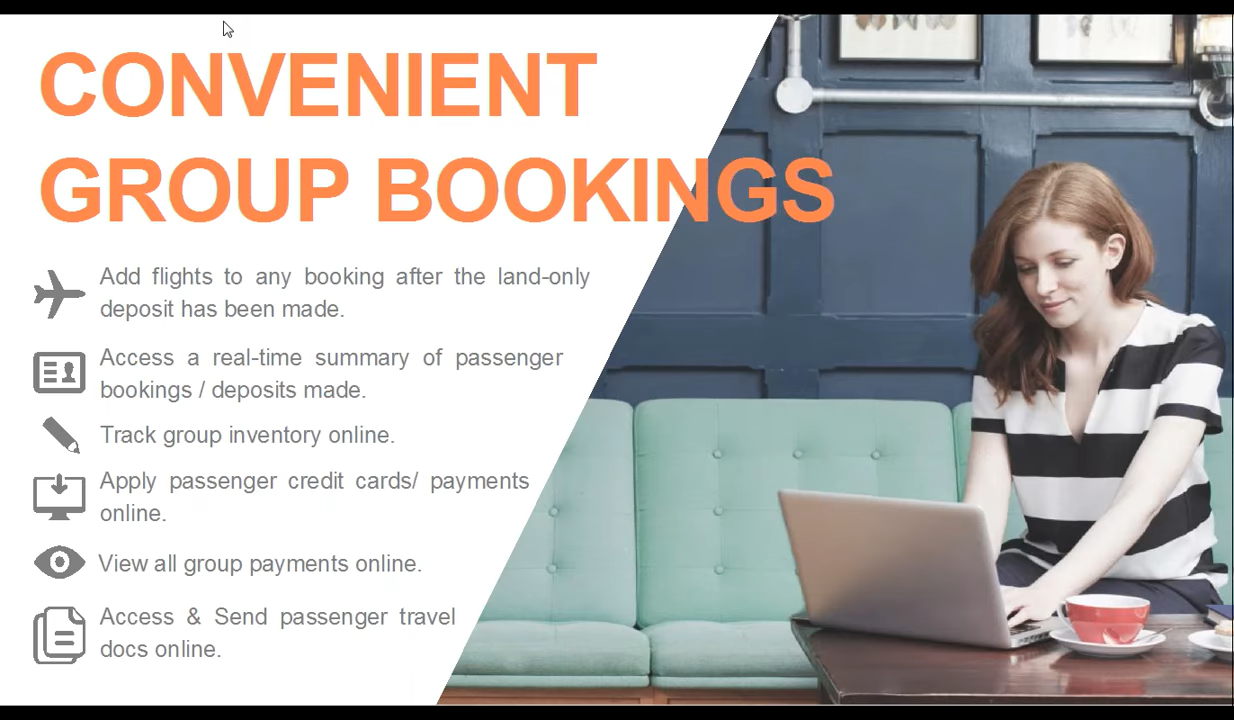 CONVENIENT
GROUP BOOKINGS
Add flights to any booking after the land-only
deposit has been made.
Access a real-time summary of passenger
bookings / deposits made.
Track group inventory online.
Apply passenger credit cards/ payments
online.
View all group payments online.
Access & Send passenger travel
docs online.